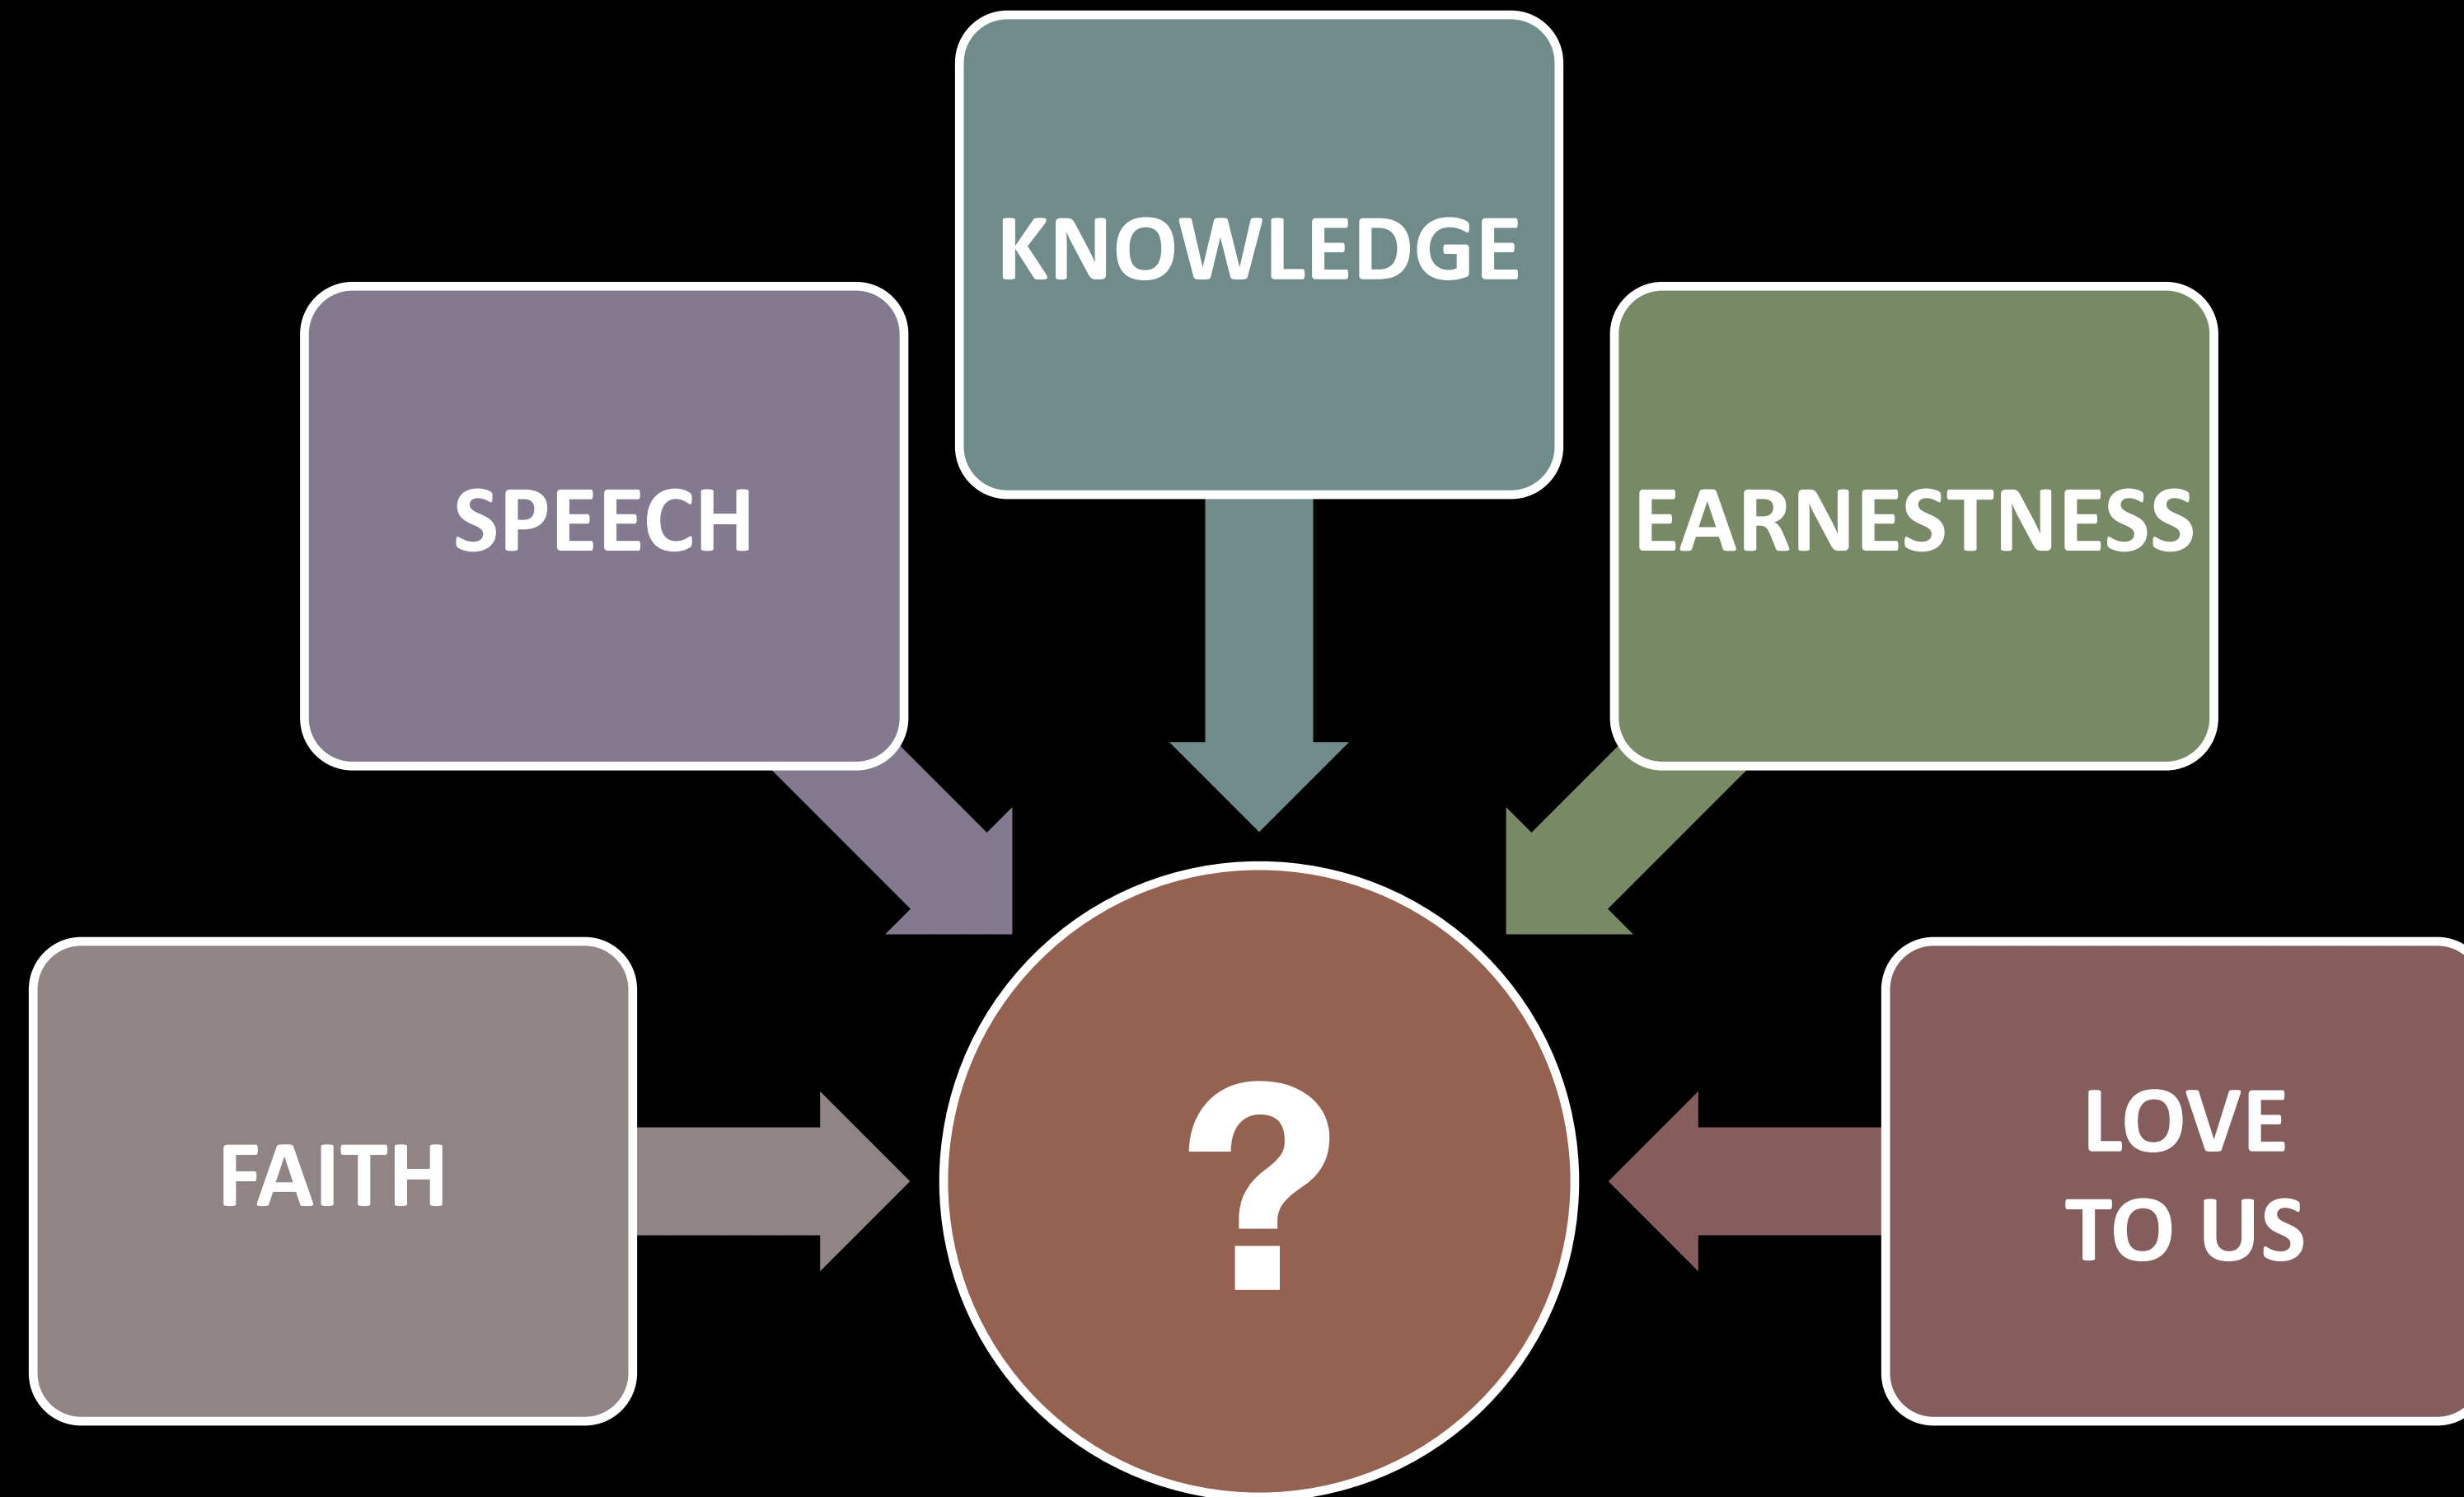 KNOWLEDGE
SPEECH
EARNESTNESS
FAITH
?
LOVE
TO US